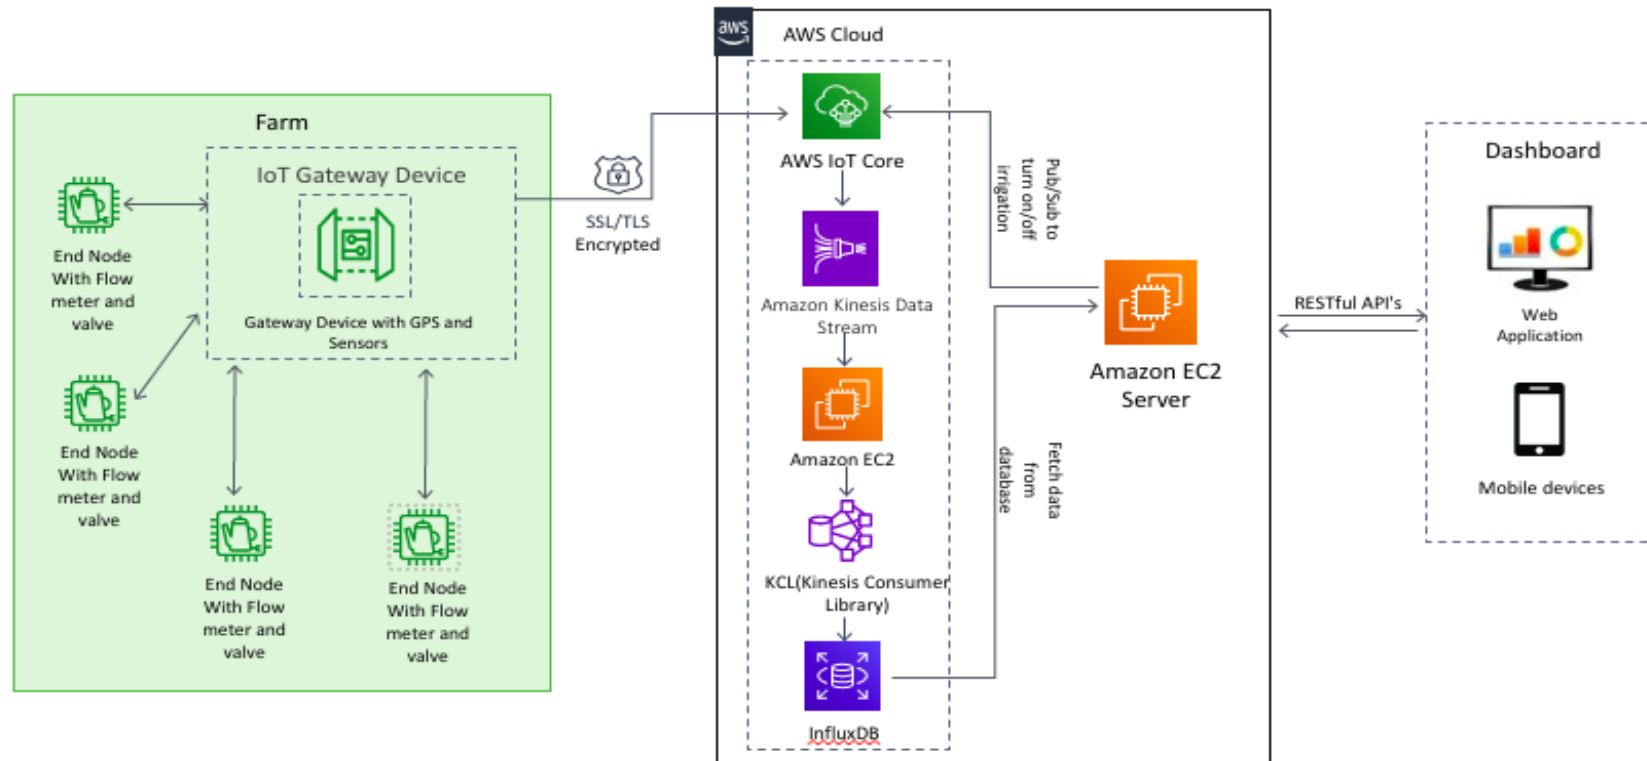 aws
AWS Cloud
Farm
IoT Gateway Device
Gateway Device with GPS and
Sensors
End Node
With Flow
meter and
valve
End Node
With Flow
meter and
valve
End Node
With Flow
meter and
valve
End Node
With Flow
meter and
valve
SSL/TLS
Encrypted
AWS IoT Core
Amazon Kinesis Data
Stream
Amazon EC2
KCL(Kinesis Consumer
Library)
InfluxDB
Pub/Sub to
turn on/off
irrigation
Fetch data
from
database
Amazon EC2
Server
RESTful API's
Dashboard
Web
Application
Mobile devices